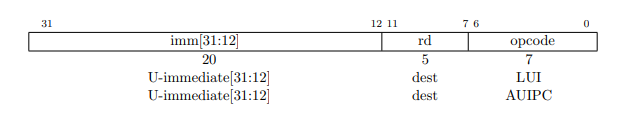 31 12 11 7 6 0
imm[31:12] rd opcode
20 5 7
U-immediate[31:12] dest LUI
U-immediate[31:12] dest AUIPC